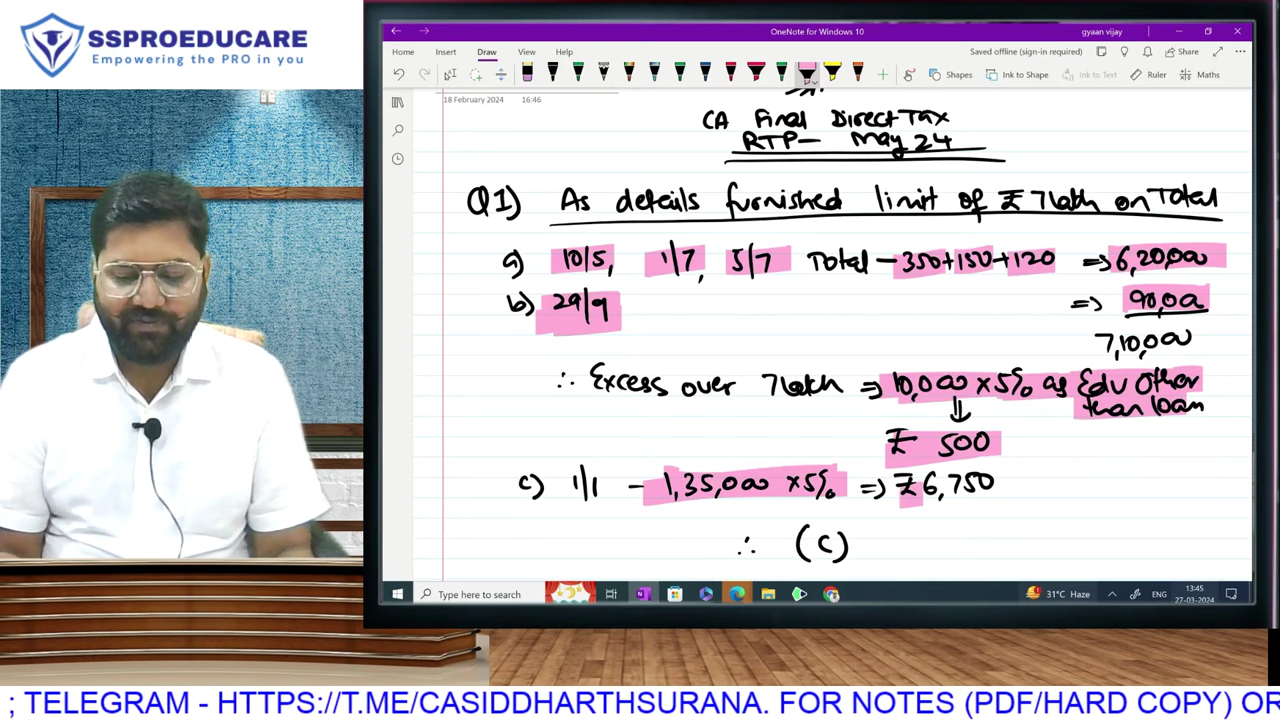 SSPROEDUCARE
Empowering the PRO in you
OneNote for Windows 10
gyaan vijay
Home Insert Draw View Help
Saved offline (sign-in required)
Share
Shapes
Ink to Shape
Ink to Text
Ruler
Maths
18 February 2024 16:46
CA Final Direct Tax
RTP- May 24
Q1) As details furnished limit of ₹ 7 lakh on Total
a) 10/5, 1/7, 5/7 Total - 350+150+120 => 6,20,000
b) 29/9 => 90,000
7,10,000
∴ Excess over 7 lakh => 10,000 x 5% as Edu Other
than loan
₹ 500
c) 1/1 - 1,35,000 x 5% => ₹ 6,750
∴ (C)
Type here to search
31°C Haze
ENG
13:45
27-03-2024
; TELEGRAM - HTTPS://T.ME/CASIDDHARTHSURANA. FOR NOTES (PDF/HARD COPY) OR